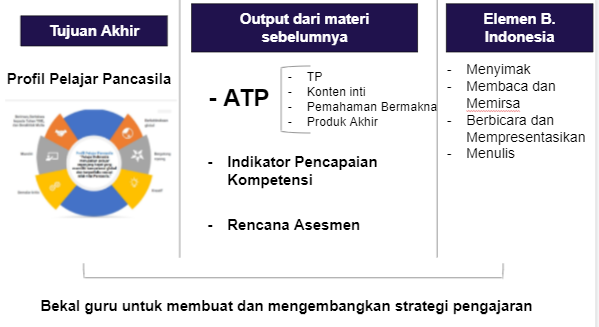 Tujuan Akhir
Profil Pelajar Pancasila
Output dari materi
sebelumnya
- ATP
- TP
- Konten inti
- Pemahaman Bermakna
- Produk Akhir
- Indikator Pencapaian
Kompetensi
- Rencana Asesmen
Elemen B.
Indonesia
- Menyimak
- Membaca dan
Memirsa
- Berbicara dan
Mempresentasikan
- Menulis
Bekal guru untuk membuat dan mengembangkan strategi pengajaran